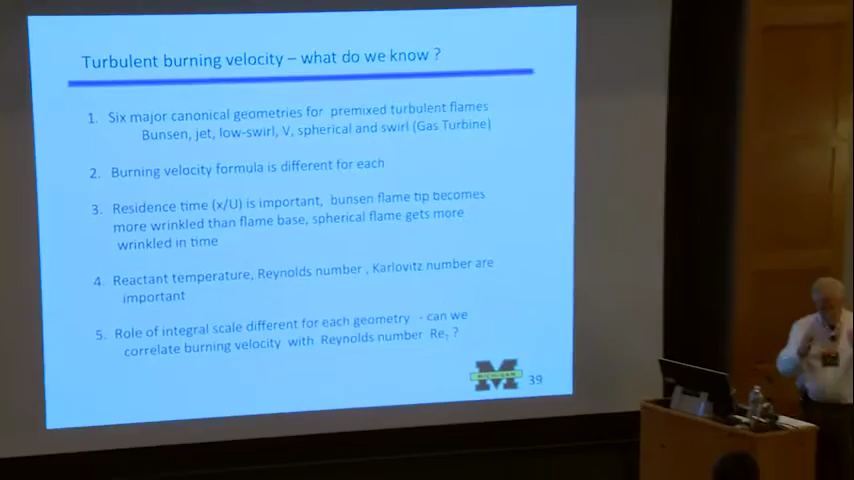 Turbulent burning velocity – what do we know ?
1. Six major canonical geometries for premixed turbulent flames
Bunsen, jet, low-swirl, V, spherical and swirl (Gas Turbine)
2. Burning velocity formula is different for each
3. Residence time (x/U) is important, bunsen flame tip becomes
more wrinkled than flame base, spherical flame gets more
wrinkled in time
4. Reactant temperature, Reynolds number , Karlovitz number are
important
5. Role of integral scale different for each geometry - can we
correlate burning velocity with Reynolds number Re_T ?
M
MICHIGAN
39